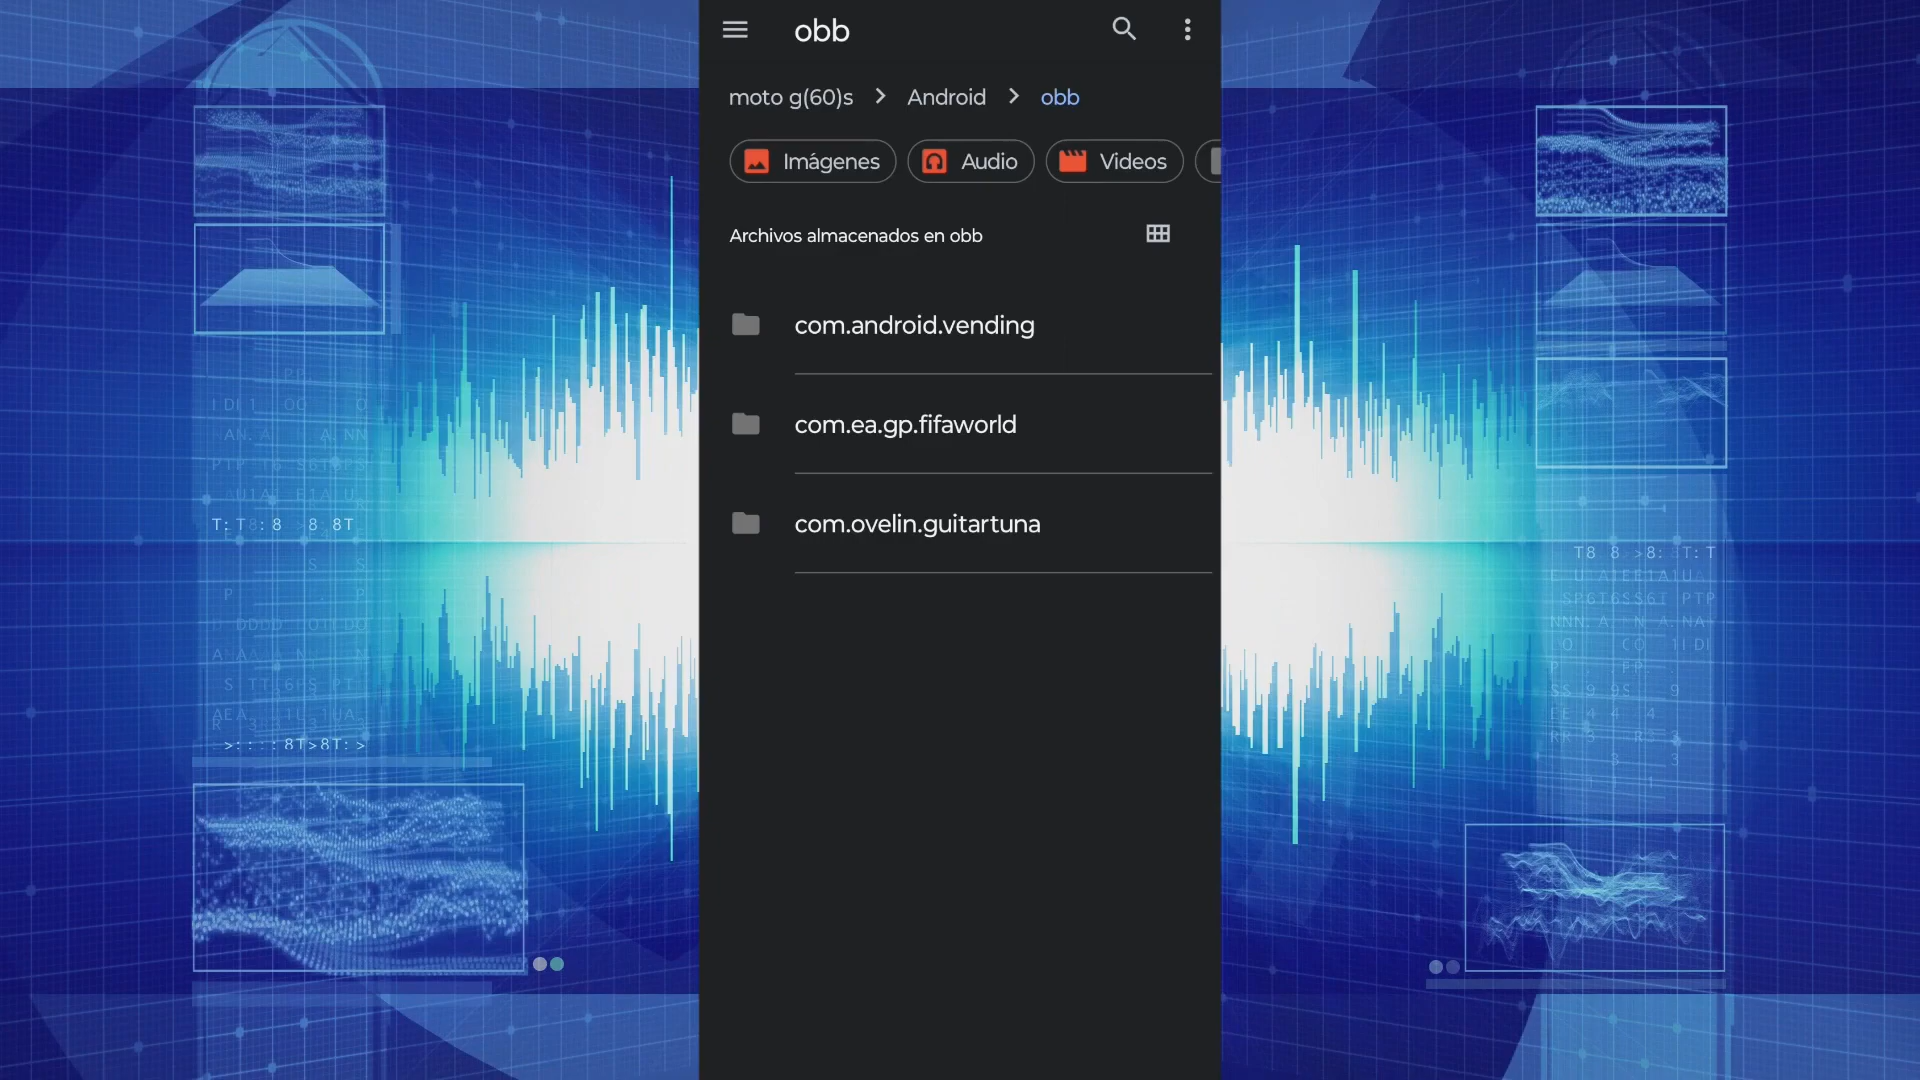 obb
moto g(60)s > Android > obb
Imágenes Audio Videos
Archivos almacenados en obb
com.android.vending
com.ea.gp.fifaworld
com.ovelin.guitartuna